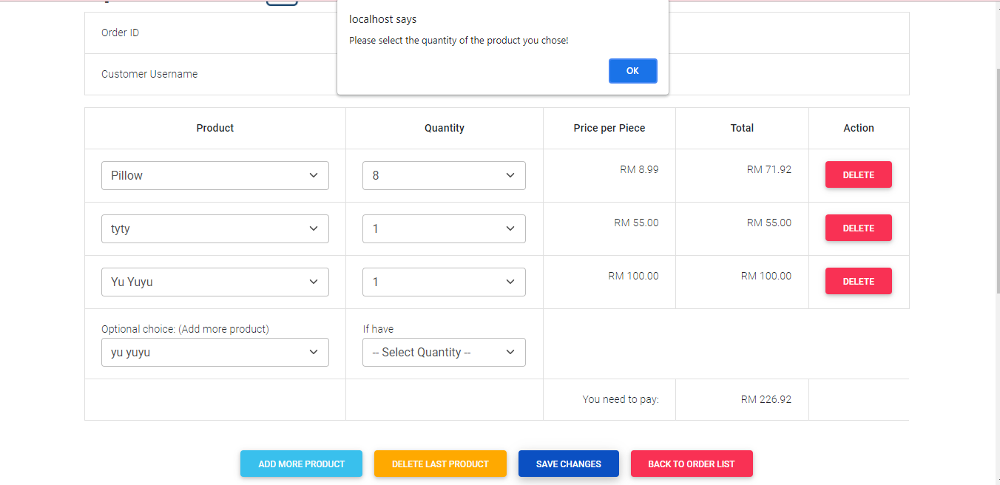 localhost says
Please select the quantity of the product you chose!
OK
Order ID
Customer Username
Product Quantity Price per Piece Total Action
Pillow 8 RM 8.99 RM 71.92 DELETE
tyty 1 RM 55.00 RM 55.00 DELETE
Yu Yuyu 1 RM 100.00 RM 100.00 DELETE
Optional choice: (Add more product) If have
yu yuyu -- Select Quantity --
You need to pay: RM 226.92
ADD MORE PRODUCT DELETE LAST PRODUCT SAVE CHANGES BACK TO ORDER LIST